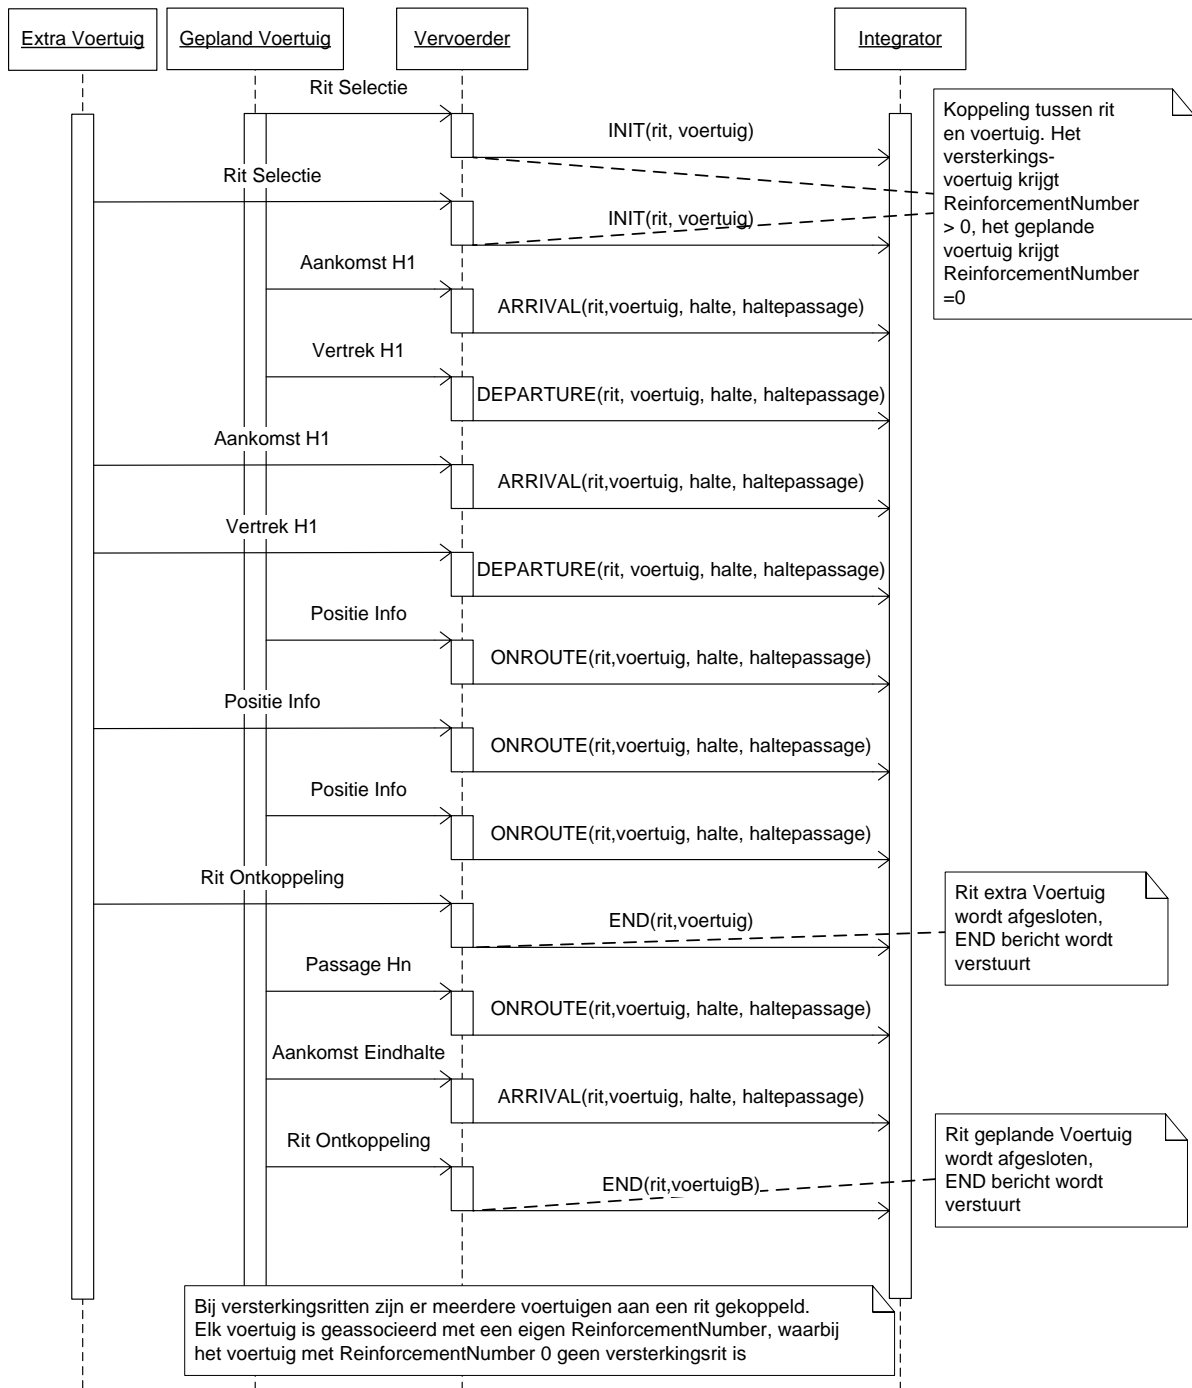 Extra Voertuig
Gepland Voertuig
Vervoerder
Integrator
Rit Selectie
INIT(rit, voertuig)
Koppeling tussen rit
en voertuig. Het
versterkings-
voertuig krijgt
ReinforcementNumber
> 0, het geplande
voertuig krijgt
ReinforcementNumber
=0
Rit Selectie
INIT(rit, voertuig)
Aankomst H1
ARRIVAL(rit,voertuig, halte, haltepassage)
Vertrek H1
DEPARTURE(rit, voertuig, halte, haltepassage)
Aankomst H1
ARRIVAL(rit,voertuig, halte, haltepassage)
Vertrek H1
DEPARTURE(rit, voertuig, halte, haltepassage)
Positie Info
ONROUTE(rit,voertuig, halte, haltepassage)
Positie Info
ONROUTE(rit,voertuig, halte, haltepassage)
Positie Info
ONROUTE(rit,voertuig, halte, haltepassage)
Rit Ontkoppeling
END(rit,voertuig)
Rit extra Voertuig
wordt afgesloten,
END bericht wordt
verstuurt
Passage Hn
ONROUTE(rit,voertuig, halte, haltepassage)
Aankomst Eindhalte
ARRIVAL(rit,voertuig, halte, haltepassage)
Rit Ontkoppeling
END(rit,voertuigB)
Rit geplande Voertuig
wordt afgesloten,
END bericht wordt
verstuurt
Bij versterkingsritten zijn er meerdere voertuigen aan een rit gekoppeld.
Elk voertuig is geassocieerd met een eigen ReinforcementNumber, waarbij
het voertuig met ReinforcementNumber 0 geen versterkingsrit is